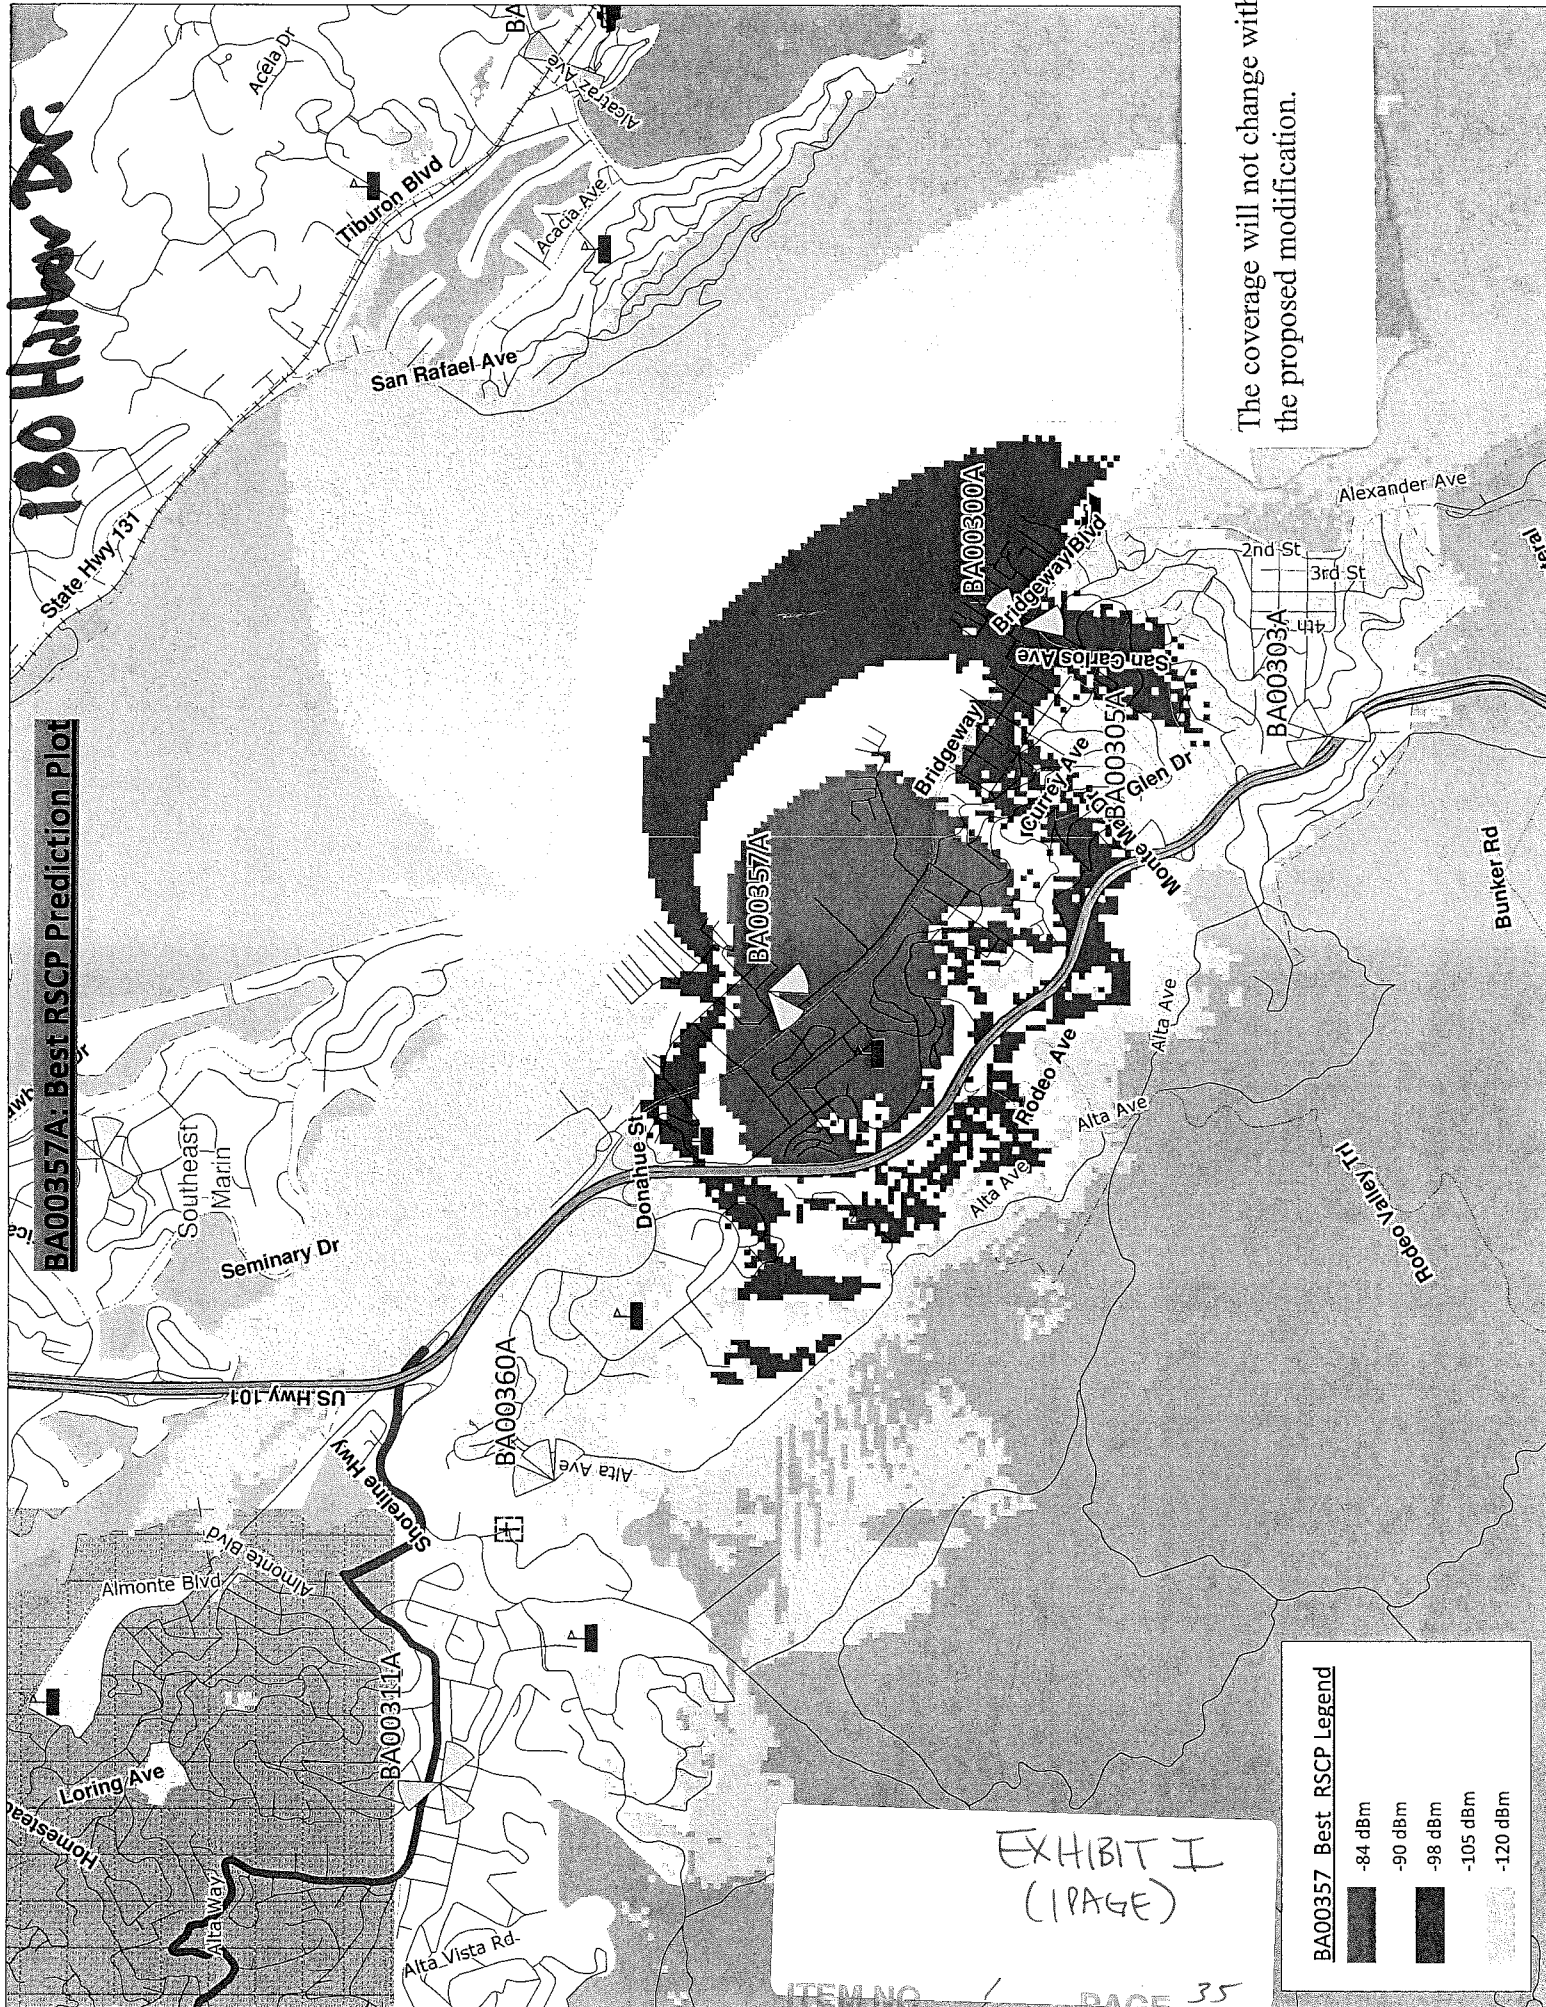 180 Harbor Dr.
BA00357A: Best RSCP Prediction Plot
The coverage will not change with
the proposed modification.
Acela Dr
BA
Alcatraz Ave
Tiburon Blvd
Acacia Ave
San Rafael Ave
State Hwy 131
Southeast
Marin
Seminary Dr
US Hwy 101
Shoreline Hwy
Almonte Blvd
Almonte Blvd
Loring Ave
Homestead
Alta Way
Alta Vista Rd
BA00311A
BA00360A
Alta Ave
Donahue St
BA00357A
BA00300A
Bridgeway Blvd
Bridgeway
San Carlos Ave
Currey Ave
BA00305A
Glen Dr
Monte Mar Dr
2nd St
3rd St
4th S
BA00303A
Alexander Ave
Bunker Rd
Rodeo Ave
Alta Ave
Alta Ave
Alta Ave
Rodeo Valley Trl
EXHIBIT I
(1 PAGE)
ITEM NO. 1 PAGE 35
BA00357 Best RSCP Legend
-84 dBm
-90 dBm
-98 dBm
-105 dBm
-120 dBm